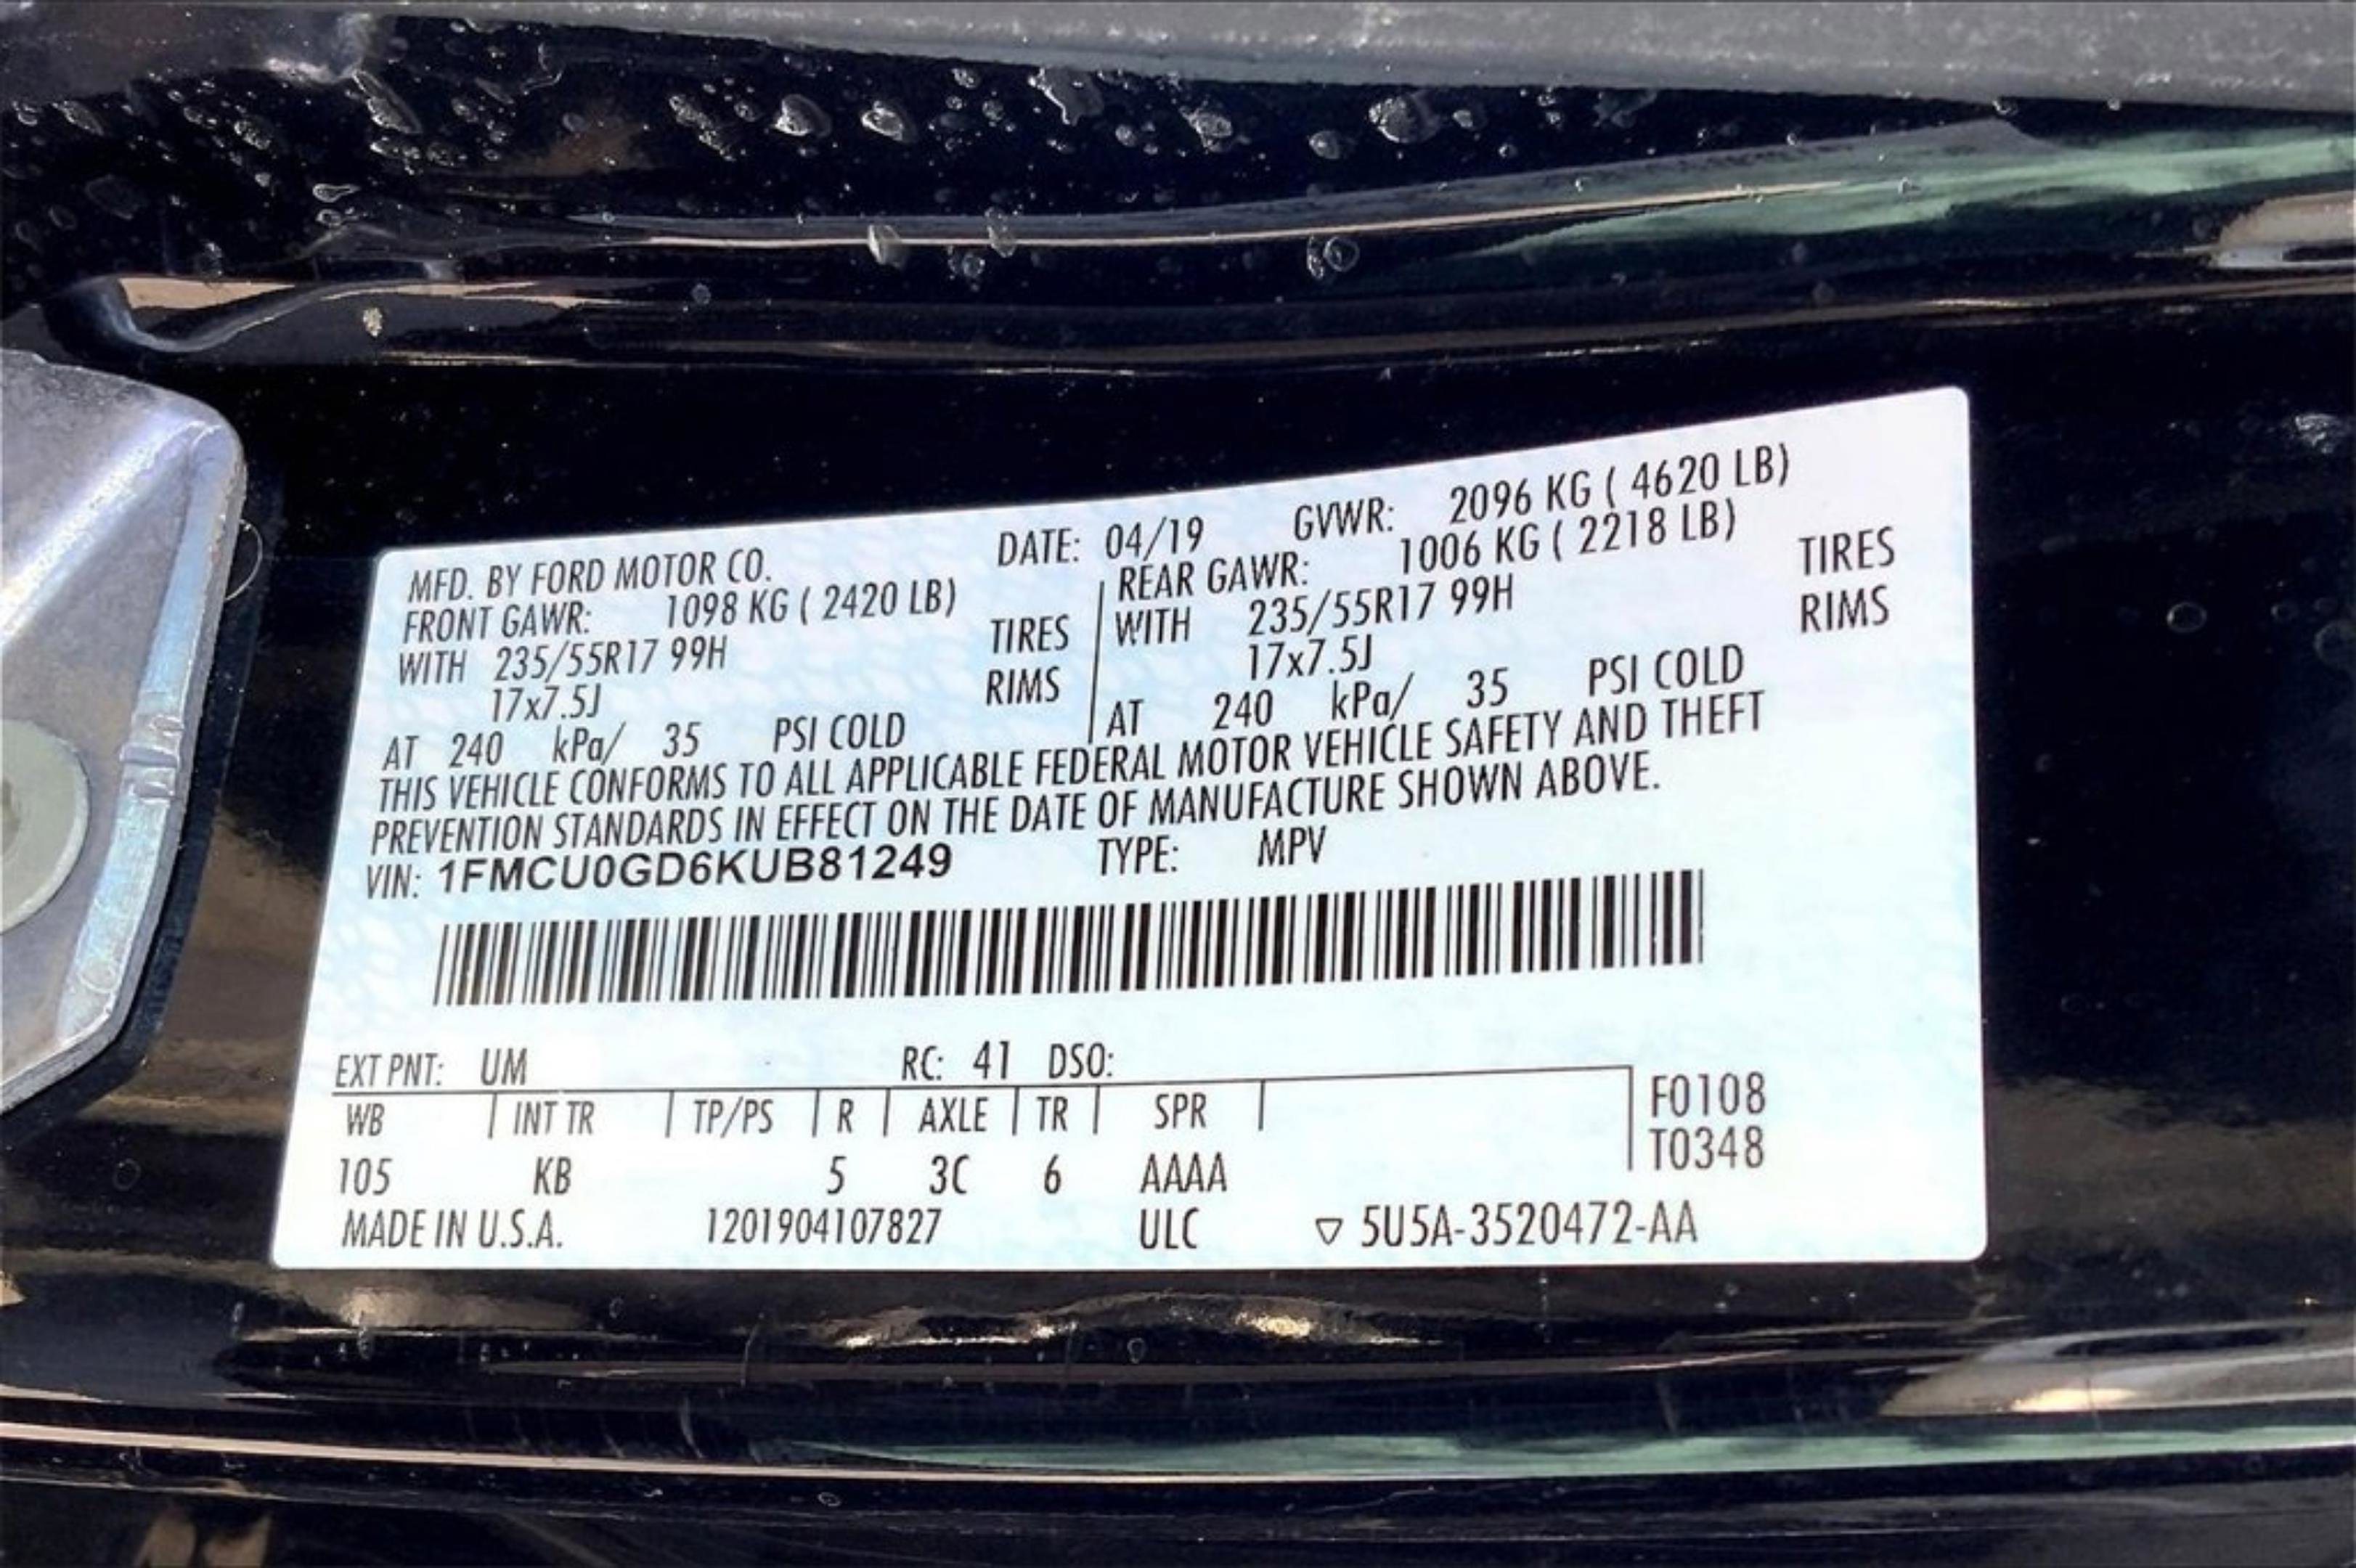 MFD. BY FORD MOTOR CO. DATE: 04/19 GVWR: 2096 KG ( 4620 LB)
FRONT GAWR: 1098 KG ( 2420 LB) REAR GAWR: 1006 KG ( 2218 LB)
WITH 235/55R17 99H TIRES WITH 235/55R17 99H TIRES
17x7.5J RIMS 17x7.5J RIMS
AT 240 kPa/ 35 PSI COLD AT 240 kPa/ 35 PSI COLD
THIS VEHICLE CONFORMS TO ALL APPLICABLE FEDERAL MOTOR VEHICLE SAFETY AND THEFT
PREVENTION STANDARDS IN EFFECT ON THE DATE OF MANUFACTURE SHOWN ABOVE.
VIN: 1FMCU0GD6KUB81249 TYPE: MPV
EXT PNT: UM RC: 41 DSO:
WB INT TR TP/PS R AXLE TR SPR F0108
T0348
105 KB 5 3C 6 AAAA
MADE IN U.S.A. 1201904107827 ULC ▽ 5U5A-3520472-AA